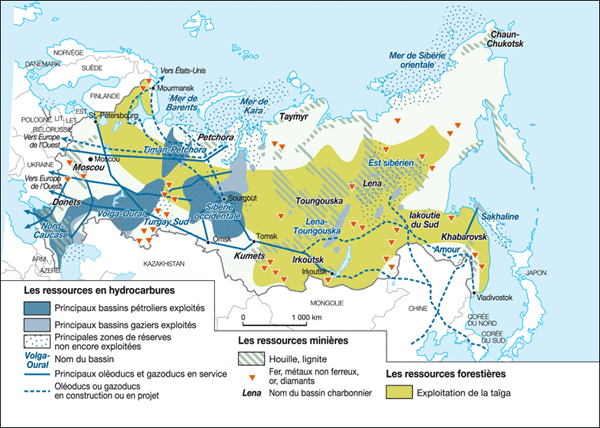 NORVÈGE
SUÈDE
DANEMARK
FINLANDE
EST.
LET.
LIT.
POLOGNE
BIÉLORUSSIE
UKRAINE
ARM.
AZERB.
KAZAKHSTAN
MONGOLIE
CHINE
CORÉE
DU NORD
CORÉE
DU SUD
JAPON
Vers États-Unis
Mourmansk
Mer de
Barents
Mer de
Kara
Mer de Sibérie
orientale
Chaun-
Chukotsk
Taymyr
St.-Pétersbourg
Vers Europe
de l'Ouest
Timan-Petchora
Petchora
Moscou
Moscou
Vers Europe
de l'Ouest
Donets
Volga-Oural
Nord-
Caucase
Turgay Sud
Sibérie
occidentale
Sourgout
Omsk
Tomsk
Kumets
Toungouska
Lena-
Toungouska
Est sibérien
Lena
Irkoutsk
Irkoutsk
Iakoutie
du Sud
Sakhaline
Khabarovsk
Amour
Vladivostok
0
1 000 km
Les ressources en hydrocarbures
Principaux bassins pétroliers exploités
Principaux bassins gaziers exploités
Principales zones de réserves
non encore exploitées
Volga-
Oural
Nom du bassin
Principaux oléoducs et gazoducs en service
Oléoducs ou gazoducs
en construction ou en projet
Les ressources minières
Houille, lignite
Fer, métaux non ferreux,
or, diamants
Lena
Nom du bassin charbonnier
Les ressources forestières
Exploitation de la taïga